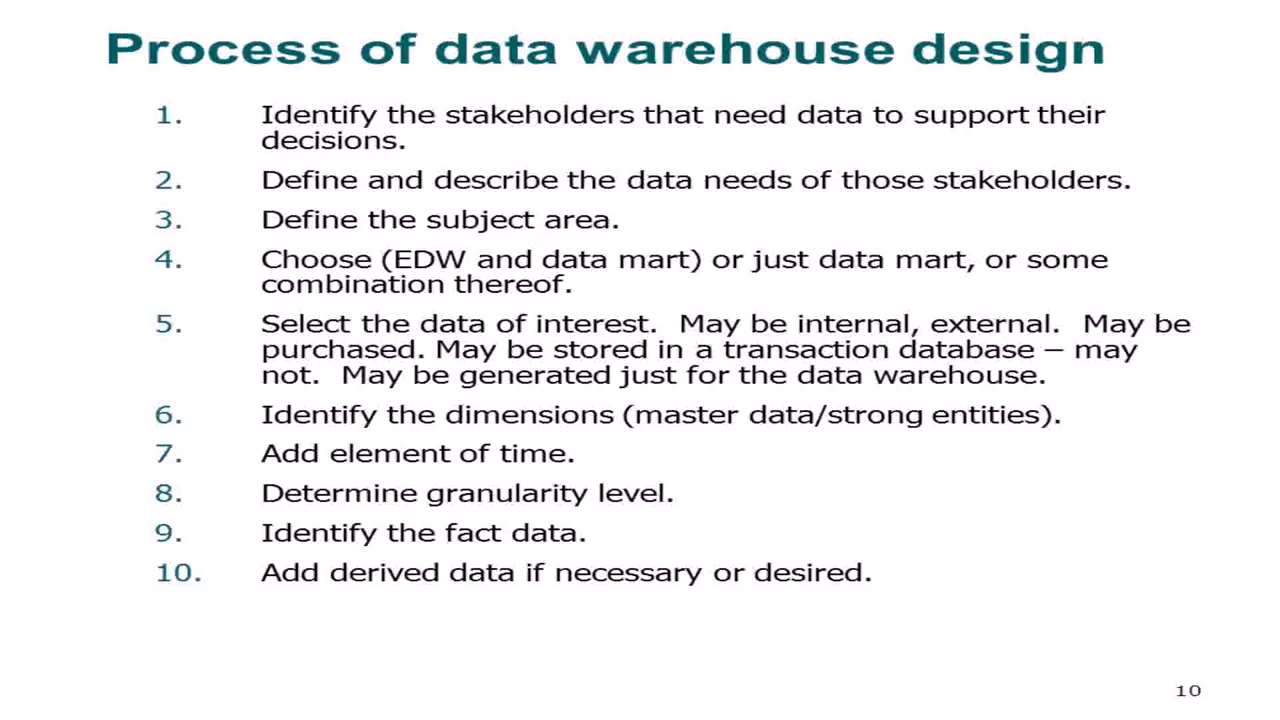 Process of data warehouse design
1. Identify the stakeholders that need data to support their
decisions.
2. Define and describe the data needs of those stakeholders.
3. Define the subject area.
4. Choose (EDW and data mart) or just data mart, or some
combination thereof.
5. Select the data of interest.  May be internal, external.  May be
purchased. May be stored in a transaction database – may
not.  May be generated just for the data warehouse.
6. Identify the dimensions (master data/strong entities).
7. Add element of time.
8. Determine granularity level.
9. Identify the fact data.
10. Add derived data if necessary or desired.
10